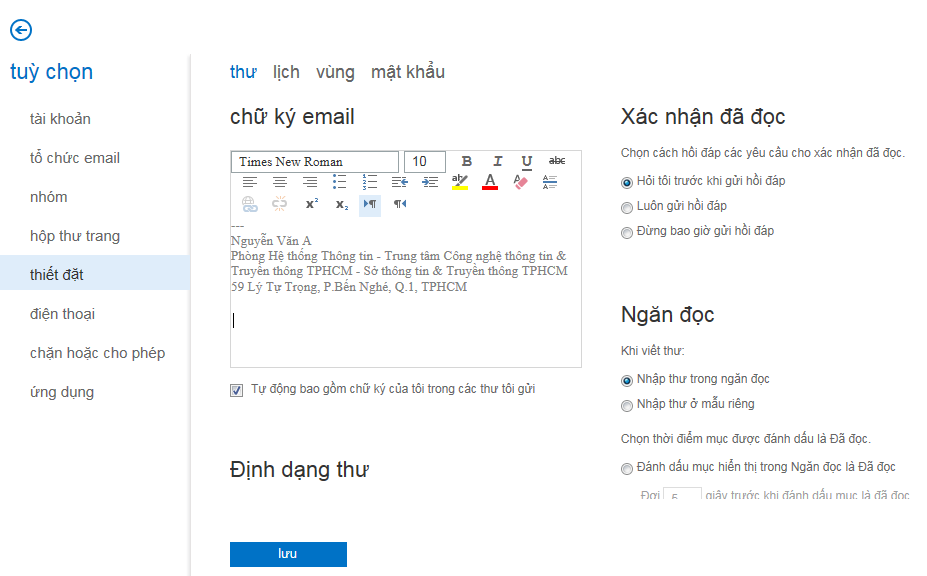 tuỳ chọn
tài khoản
tổ chức email
nhóm
hộp thư trang
thiết đặt
điện thoại
chặn hoặc cho phép
ứng dụng
thư lịch vùng mật khẩu
chữ ký email
Times New Roman 10 B I U abc
ab A A A A
x² x₂ ¶ ¶
---
Nguyễn Văn A
Phòng Hệ thống Thông tin - Trung tâm Công nghệ thông tin &
Truyền thông TPHCM - Sở thông tin & Truyền thông TPHCM
59 Lý Tự Trọng, P.Bến Nghé, Q.1, TPHCM
Tự động bao gồm chữ ký của tôi trong các thư tôi gửi
Định dạng thư
lưu
Xác nhận đã đọc
Chọn cách hồi đáp các yêu cầu cho xác nhận đã đọc.
Hỏi tôi trước khi gửi hồi đáp
Luôn gửi hồi đáp
Đừng bao giờ gửi hồi đáp
Ngăn đọc
Khi viết thư:
Nhập thư trong ngăn đọc
Nhập thư ở mẫu riêng
Chọn thời điểm mục được đánh dấu là Đã đọc.
Đánh dấu mục hiển thị trong Ngăn đọc là Đã đọc
Đợi giây trước khi đánh dấu mục là đã đọc